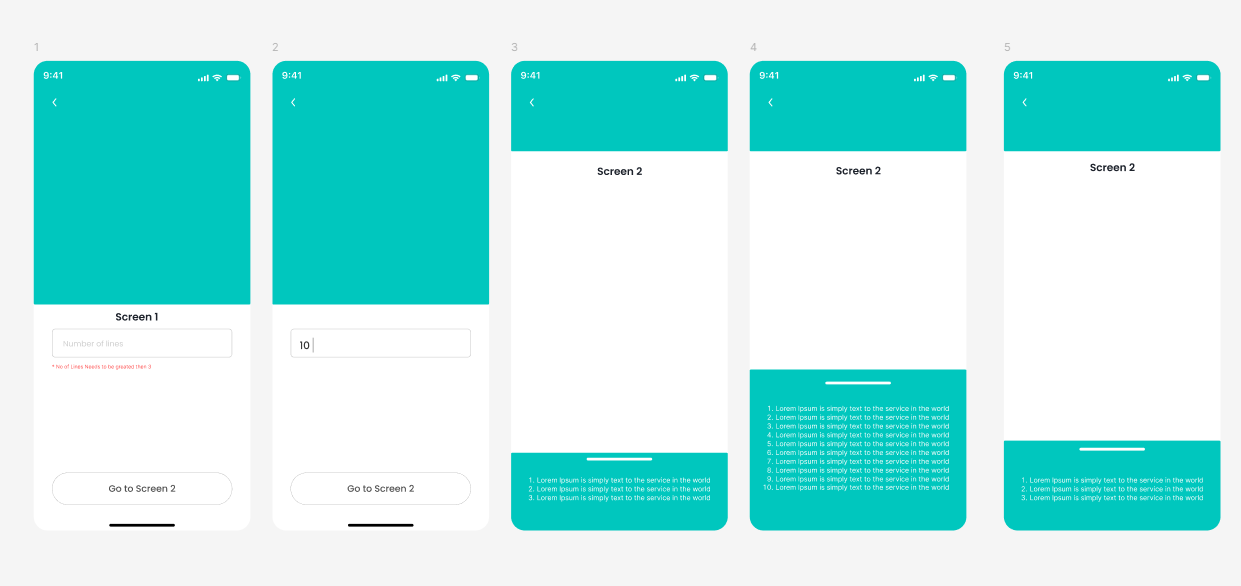 1
9:41
Screen 1
Number of lines
* No of Lines Needs to be greated then 3
Go to Screen 2
2
9:41
10
Go to Screen 2
3
9:41
Screen 2
1. Lorem Ipsum is simply text to the service in the world
2. Lorem Ipsum is simply text to the service in the world
3. Lorem Ipsum is simply text to the service in the world
4
9:41
Screen 2
1. Lorem Ipsum is simply text to the service in the world
2. Lorem Ipsum is simply text to the service in the world
3. Lorem Ipsum is simply text to the service in the world
4. Lorem Ipsum is simply text to the service in the world
5. Lorem Ipsum is simply text to the service in the world
6. Lorem Ipsum is simply text to the service in the world
7. Lorem Ipsum is simply text to the service in the world
8. Lorem Ipsum is simply text to the service in the world
9. Lorem Ipsum is simply text to the service in the world
10. Lorem Ipsum is simply text to the service in the world
5
9:41
Screen 2
1. Lorem Ipsum is simply text to the service in the world
2. Lorem Ipsum is simply text to the service in the world
3. Lorem Ipsum is simply text to the service in the world